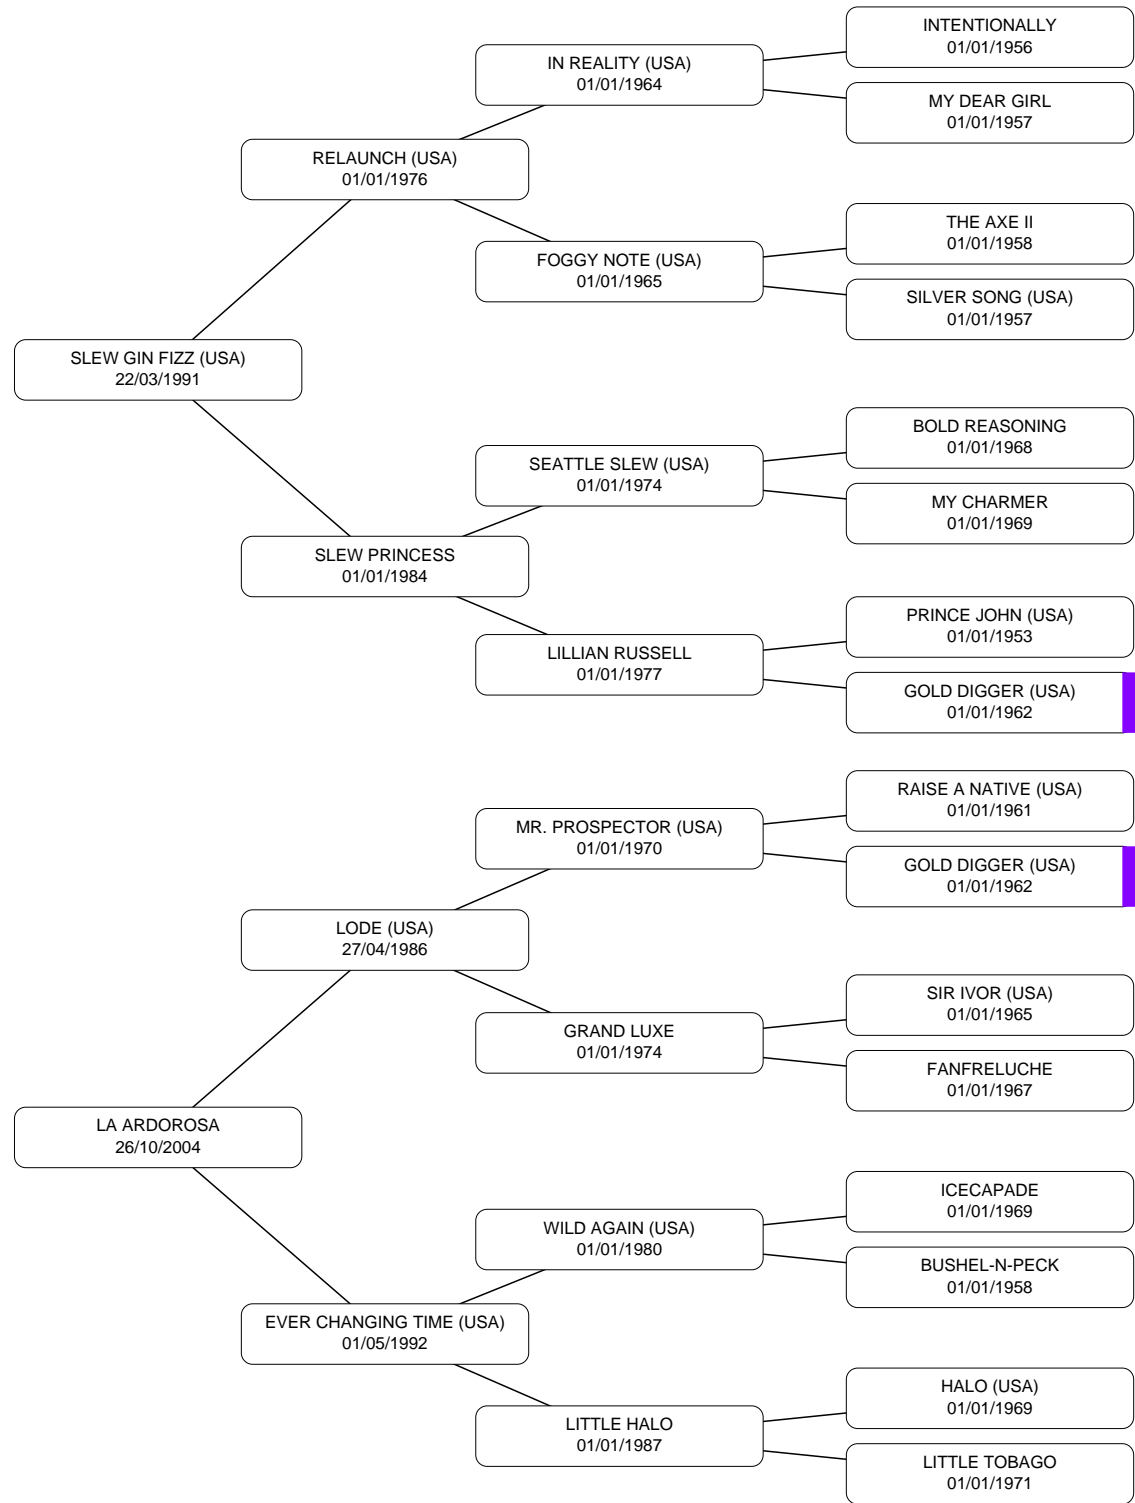 INTENTIONALLY
01/01/1956
IN REALITY (USA)
01/01/1964
MY DEAR GIRL
01/01/1957
RELAUNCH (USA)
01/01/1976
THE AXE II
01/01/1958
FOGGY NOTE (USA)
01/01/1965
SILVER SONG (USA)
01/01/1957
SLEW GIN FIZZ (USA)
22/03/1991
BOLD REASONING
01/01/1968
SEATTLE SLEW (USA)
01/01/1974
MY CHARMER
01/01/1969
SLEW PRINCESS
01/01/1984
PRINCE JOHN (USA)
01/01/1953
LILLIAN RUSSELL
01/01/1977
GOLD DIGGER (USA)
01/01/1962
RAISE A NATIVE (USA)
01/01/1961
MR. PROSPECTOR (USA)
01/01/1970
GOLD DIGGER (USA)
01/01/1962
LODE (USA)
27/04/1986
SIR IVOR (USA)
01/01/1965
GRAND LUXE
01/01/1974
FANFRELUCHE
01/01/1967
LA ARDOROSA
26/10/2004
ICECAPADE
01/01/1969
WILD AGAIN (USA)
01/01/1980
BUSHEL-N-PECK
01/01/1958
EVER CHANGING TIME (USA)
01/05/1992
HALO (USA)
01/01/1969
LITTLE HALO
01/01/1987
LITTLE TOBAGO
01/01/1971